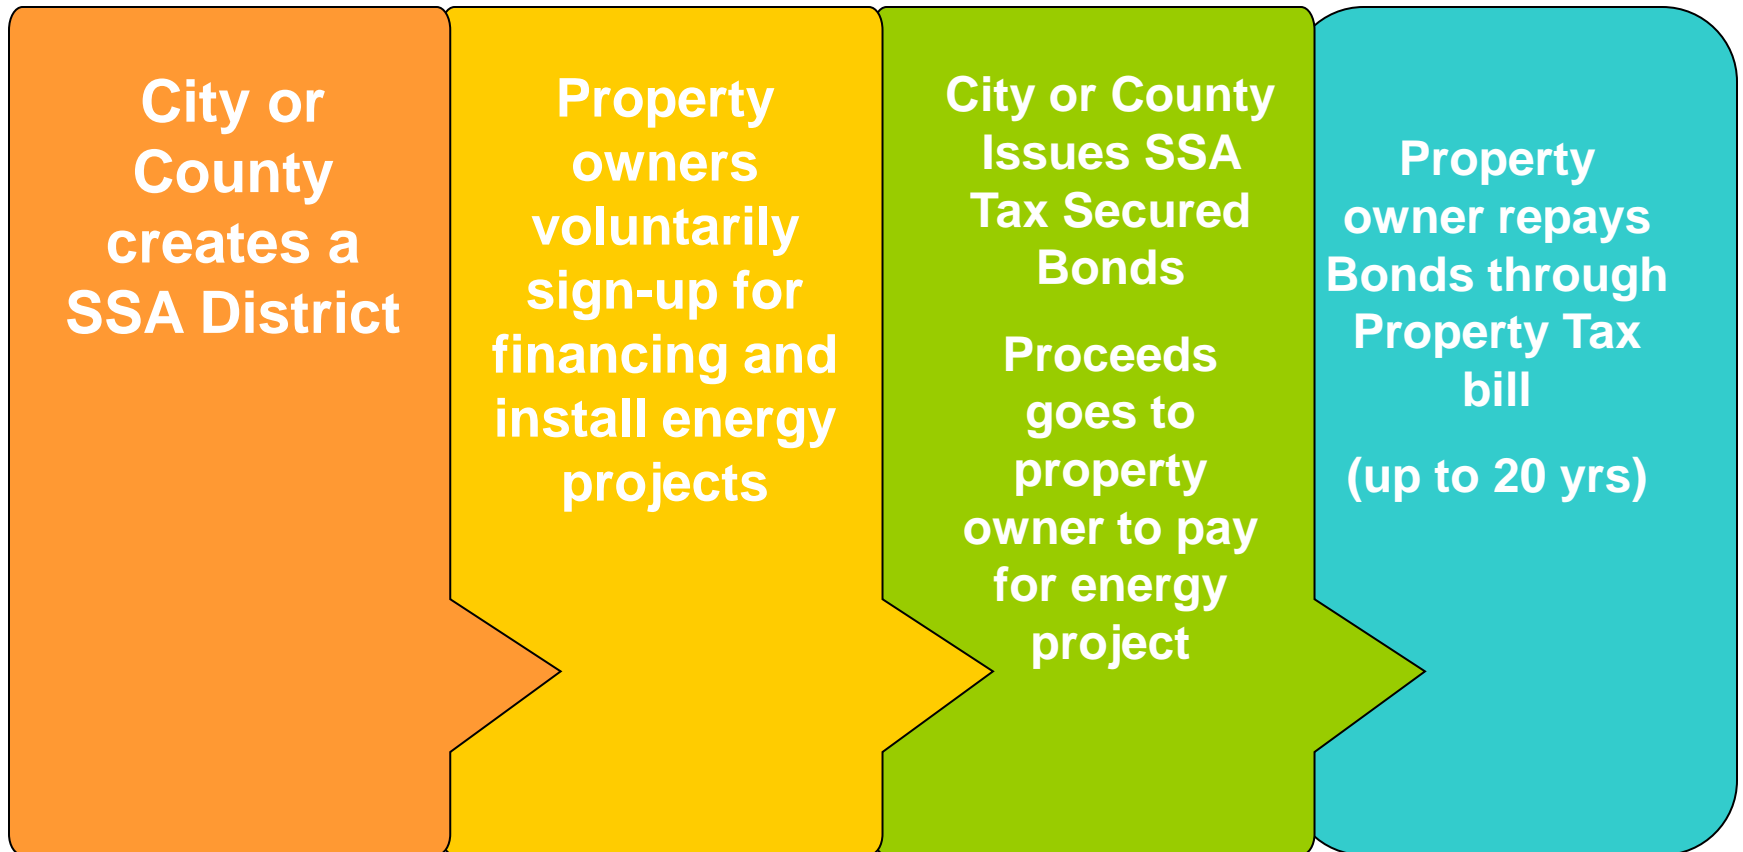 City or
County
creates a
SSA District
Property
owners
voluntarily
sign-up for
financing and
install energy
projects
City or County
Issues SSA
Tax Secured
Bonds
Proceeds
goes to
property
owner to pay
for energy
project
Property
owner repays
Bonds through
Property Tax
bill
(up to 20 yrs)